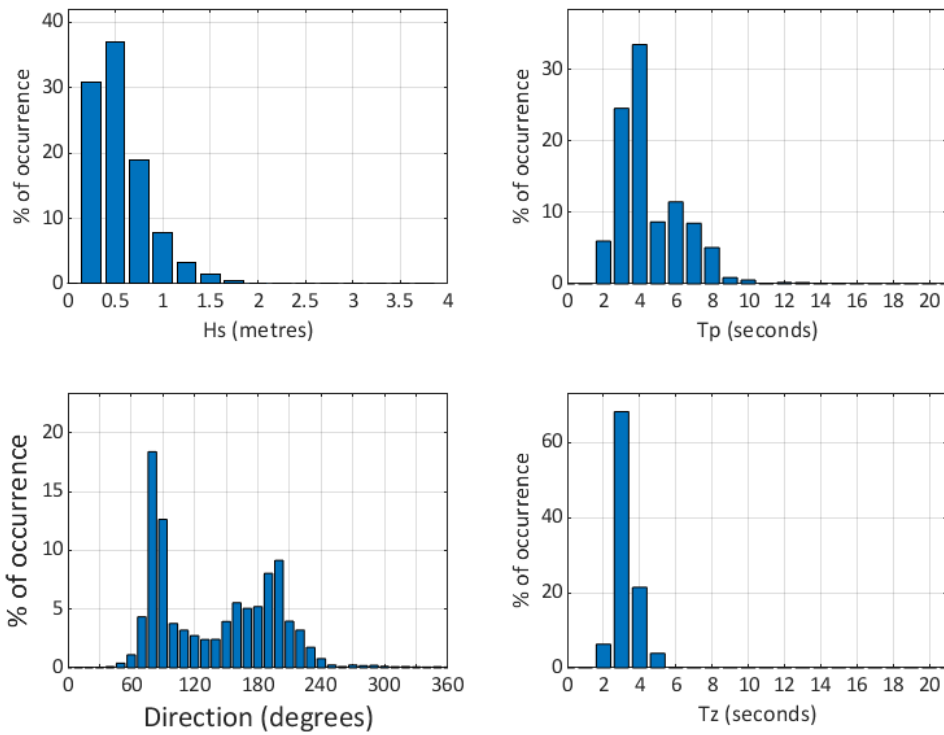 % of occurrence
40
30
20
10
0
0 0.5 1 1.5 2 2.5 3 3.5 4
Hs (metres)
% of occurrence
30
20
10
0
0 2 4 6 8 10 12 14 16 18 20
Tp (seconds)
% of occurrence
20
15
10
5
0
0 60 120 180 240 300 360
Direction (degrees)
% of occurrence
60
40
20
0
0 2 4 6 8 10 12 14 16 18 20
Tz (seconds)